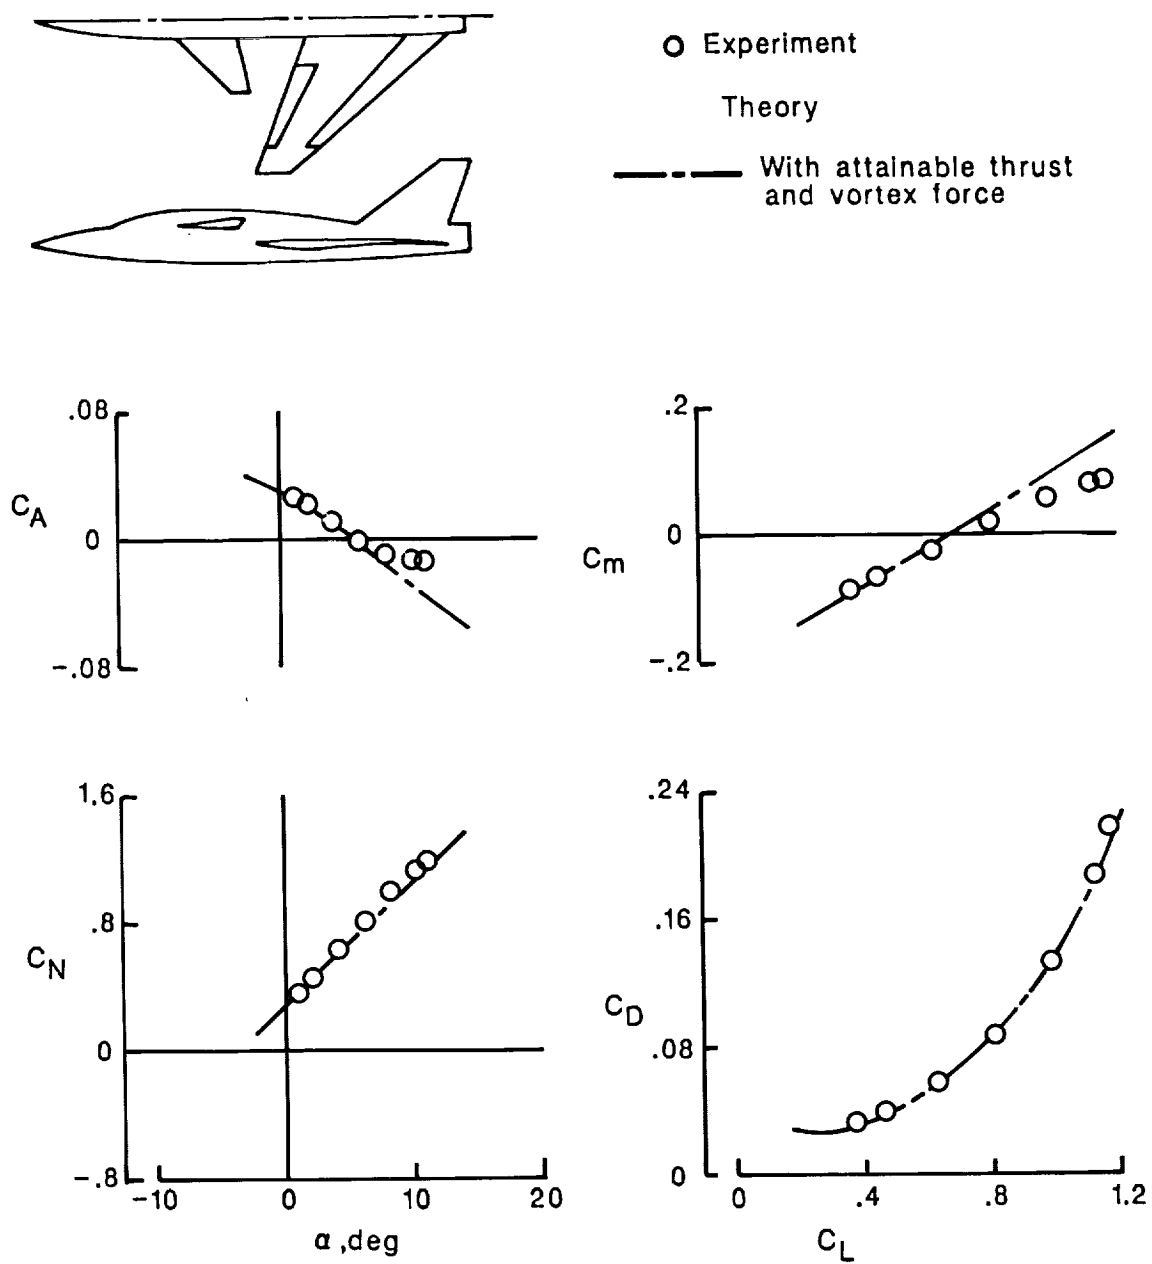 Experiment
Theory
With attainable thrust
and vortex force
.08
C_A
0
-.08
.2
C_m
0
-.2
1.6
.8
C_N
0
-.8
-10
0
10
20
α,deg
.24
.16
C_D
.08
0
0
.4
.8
1.2
C_L